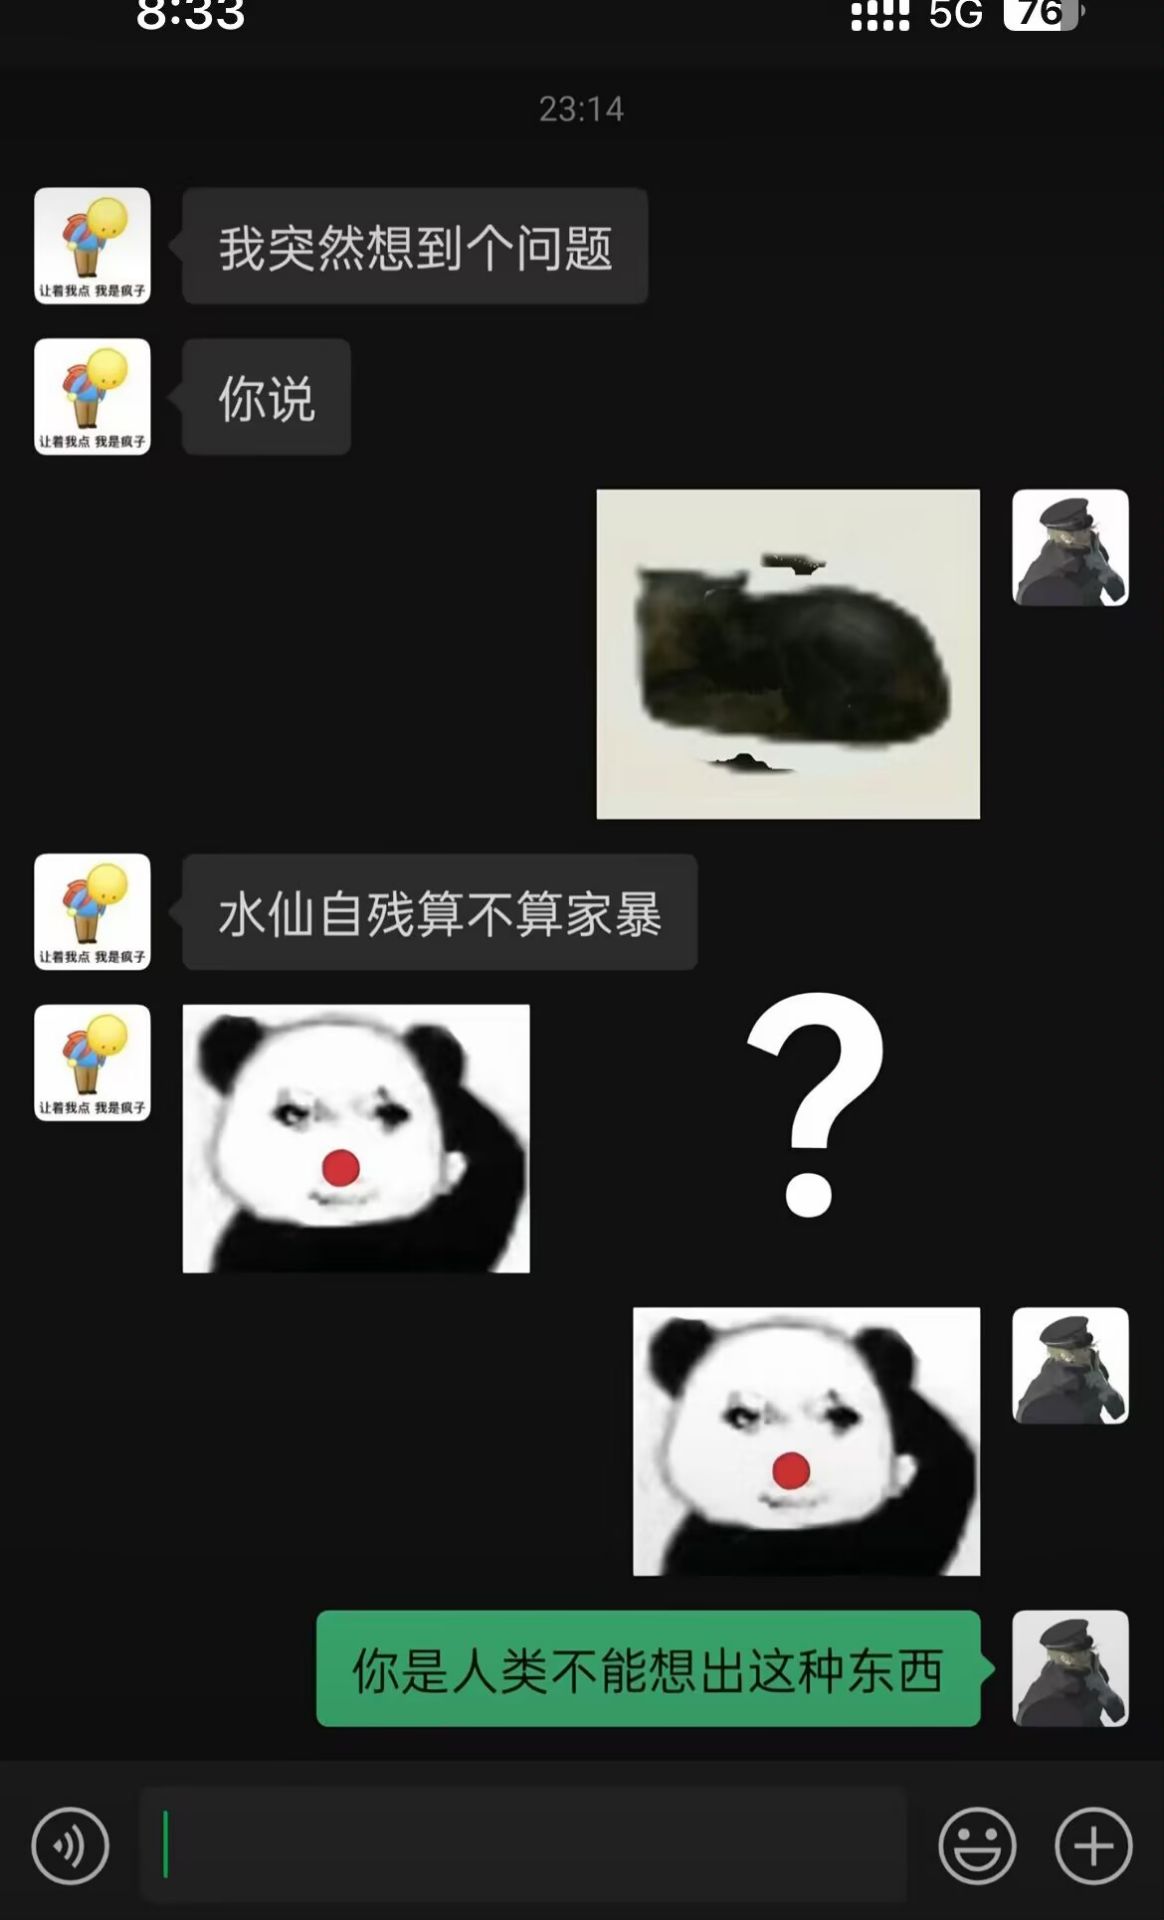 8:33
5G 76
23:14
我突然想到个问题
让着我点 我是疯子
你说
让着我点 我是疯子
水仙自残算不算家暴
让着我点 我是疯子
?
让着我点 我是疯子
你是人类不能想出这种东西